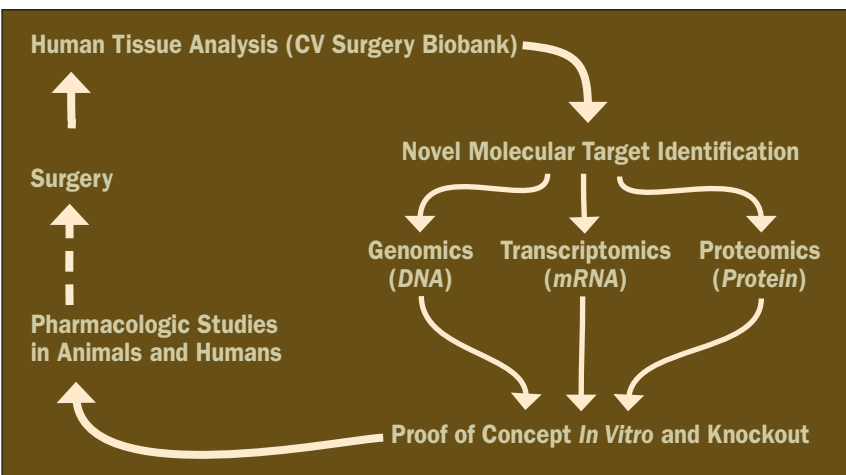 Human Tissue Analysis (CV Surgery Biobank)
Novel Molecular Target Identification
Surgery
Genomics
(DNA)
Transcriptomics
(mRNA)
Proteomics
(Protein)
Pharmacologic Studies
in Animals and Humans
Proof of Concept In Vitro and Knockout